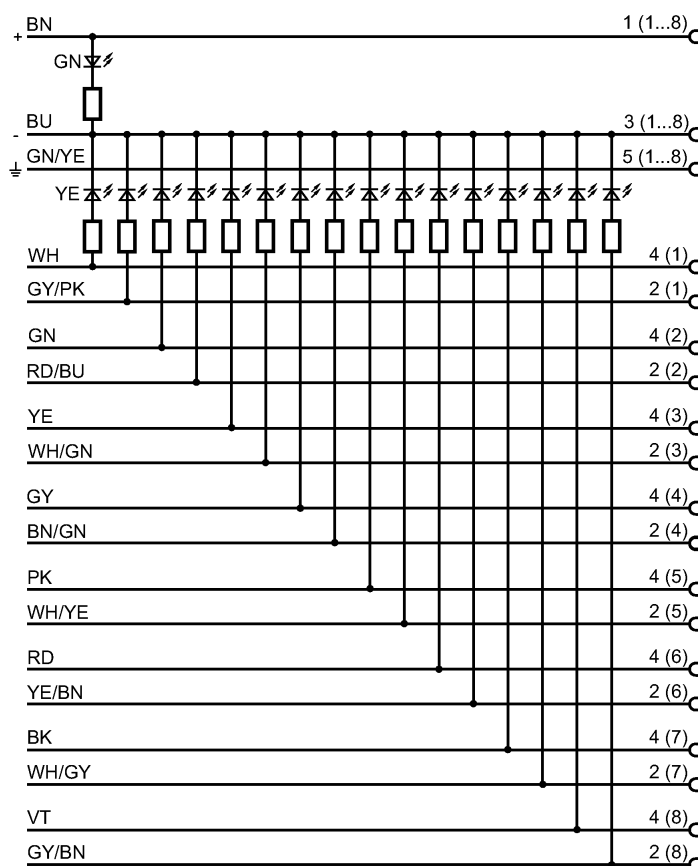 BN 1 (1...8)
+
GN
BU 3 (1...8)
-
GN/YE 5 (1...8)
YE
WH 4 (1)
GY/PK 2 (1)
GN 4 (2)
RD/BU 2 (2)
YE 4 (3)
WH/GN 2 (3)
GY 4 (4)
BN/GN 2 (4)
PK 4 (5)
WH/YE 2 (5)
RD 4 (6)
YE/BN 2 (6)
BK 4 (7)
WH/GY 2 (7)
VT 4 (8)
GY/BN 2 (8)